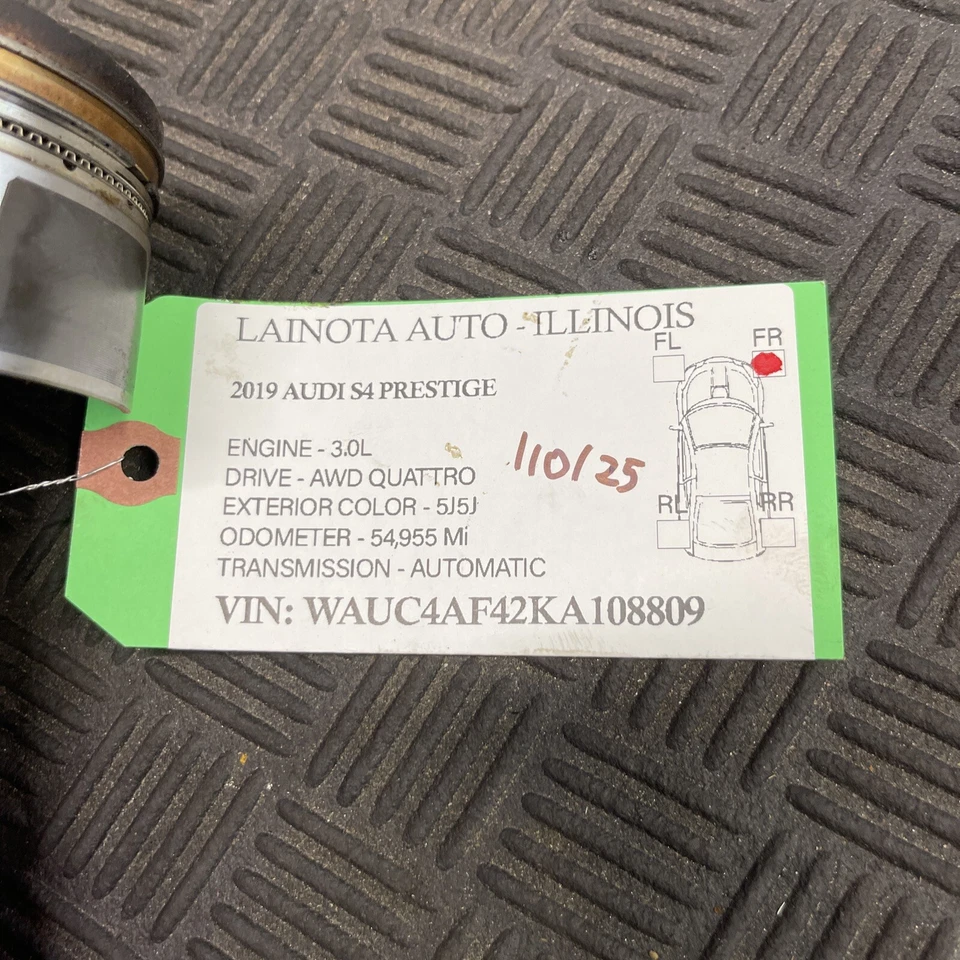 LAINOTA AUTO - ILLINOIS
FL FR
2019 AUDI S4 PRESTIGE
ENGINE - 3.0L
110/25
DRIVE - AWD QUATTRO
EXTERIOR COLOR - 5J5J
RL RR
ODOMETER - 54,955 Mi
TRANSMISSION - AUTOMATIC
VIN: WAUC4AF42KA108809